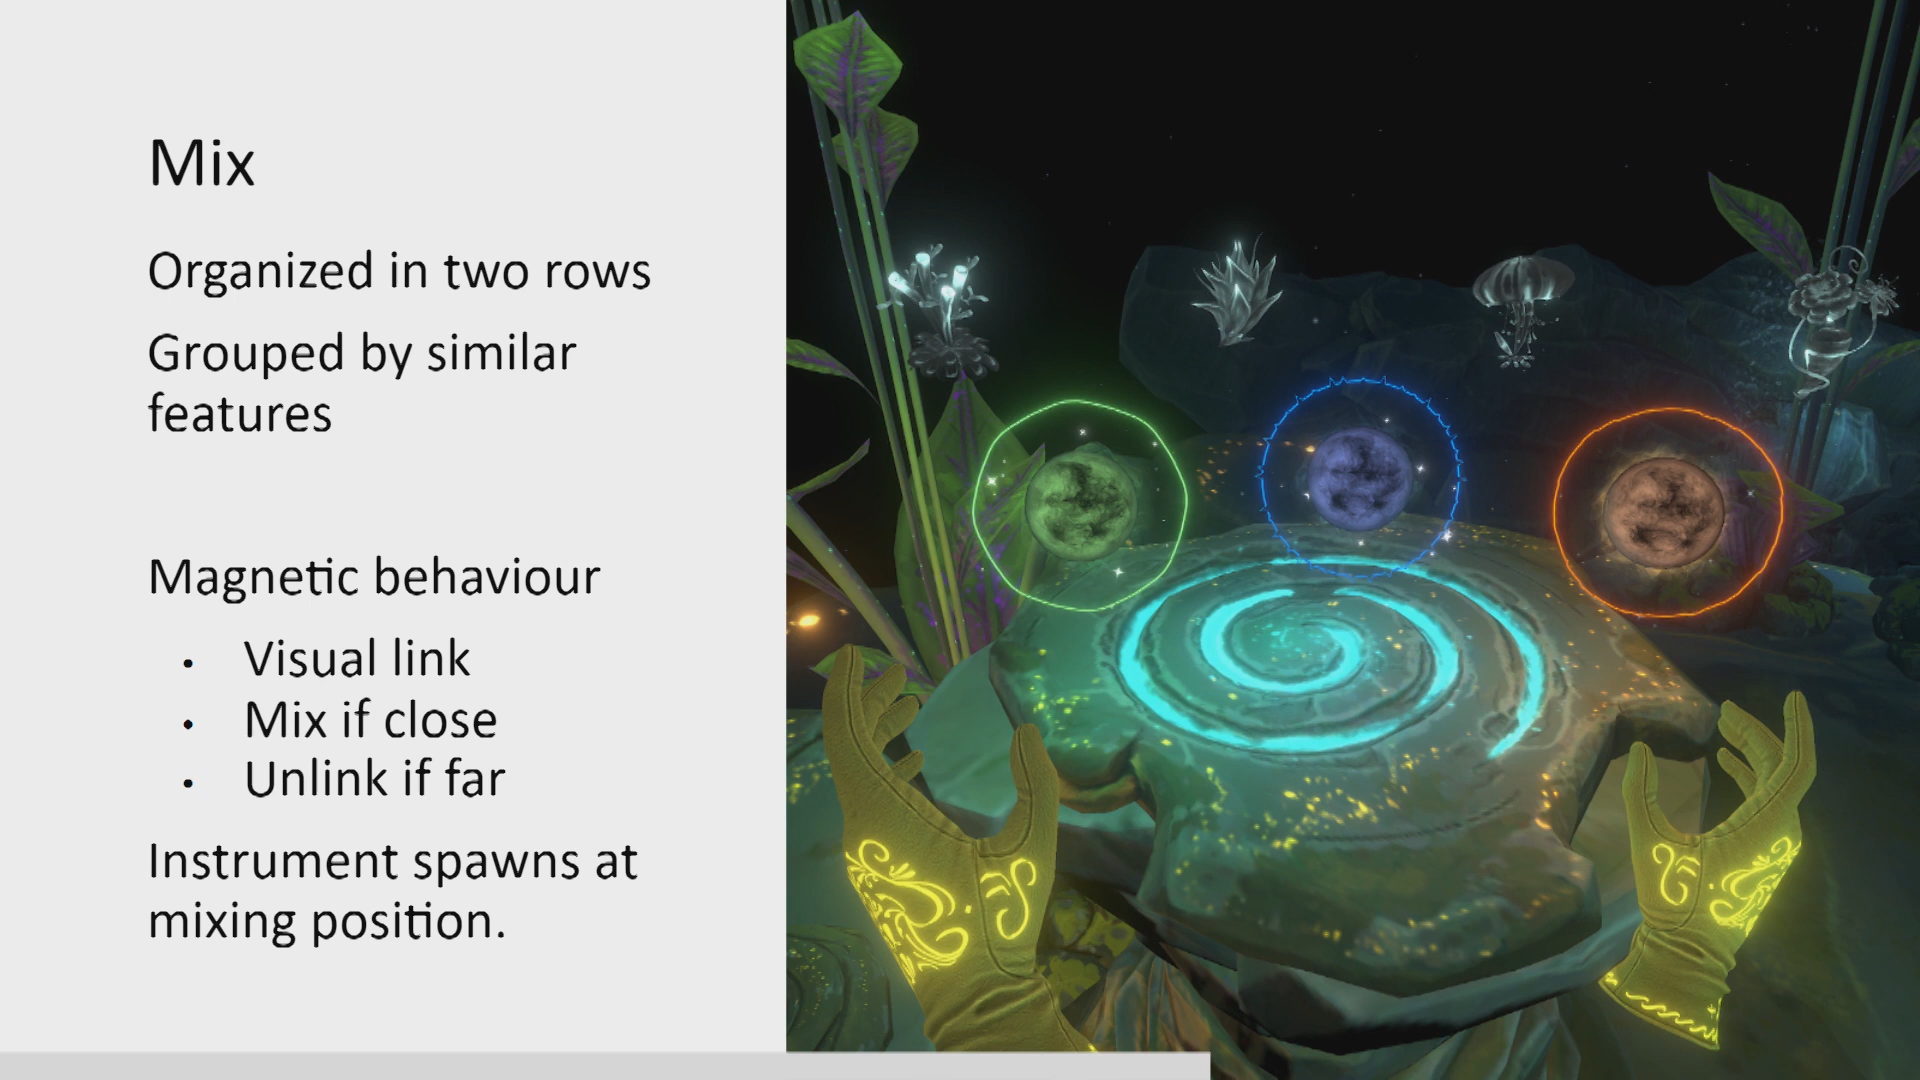 Mix
Organized in two rows
Grouped by similar
features
Magnetic behaviour
• Visual link
• Mix if close
• Unlink if far
Instrument spawns at
mixing position.